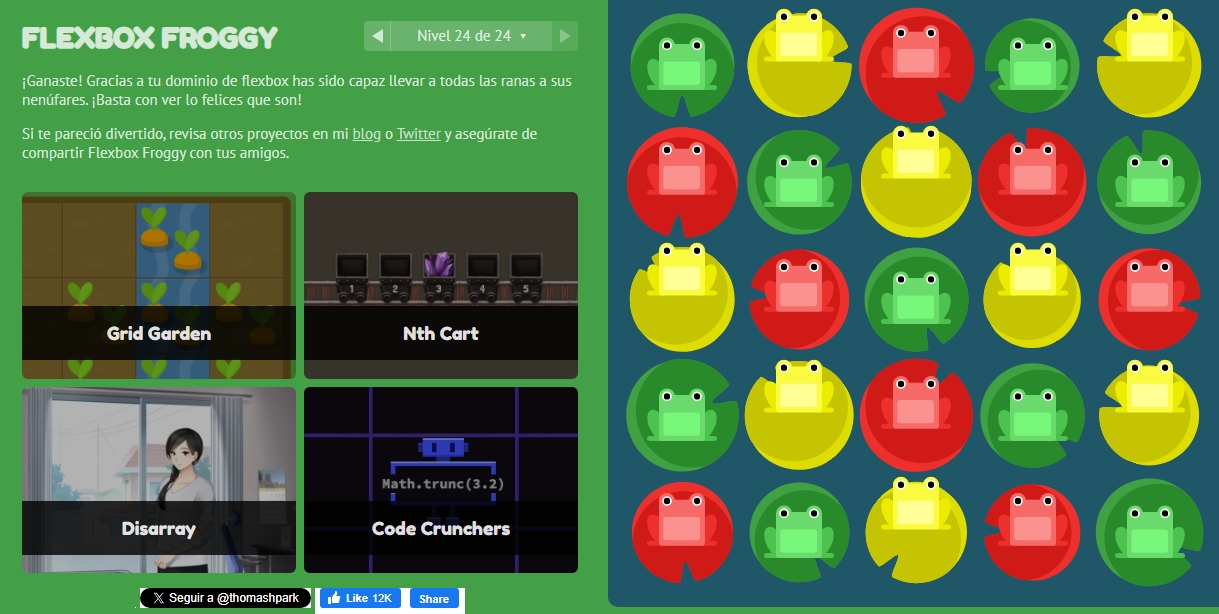 FLEXBOX FROGGY
Nivel 24 de 24
¡Ganaste! Gracias a tu dominio de flexbox has sido capaz llevar a todas las ranas a sus
nenúfares. ¡Basta con ver lo felices que son!
Si te pareció divertido, revisa otros proyectos en mi blog o Twitter y asegúrate de
compartir Flexbox Froggy con tus amigos.
Grid Garden
1 2 3 4 5
Nth Cart
Disarray
Math.trunc(3.2)
Code Crunchers
Seguir a @thomashpark
Like 12K
Share